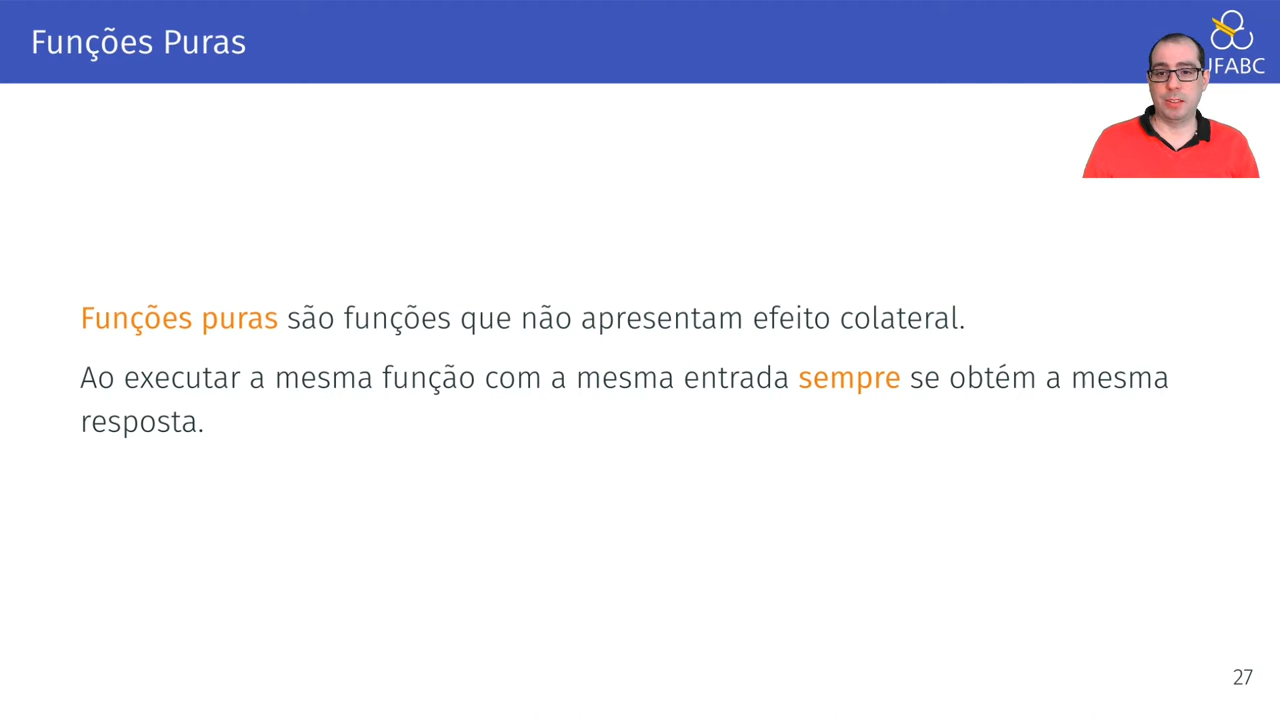 Funções Puras
UFABC
Funções puras são funções que não apresentam efeito colateral.
Ao executar a mesma função com a mesma entrada sempre se obtém a mesma
resposta.
27